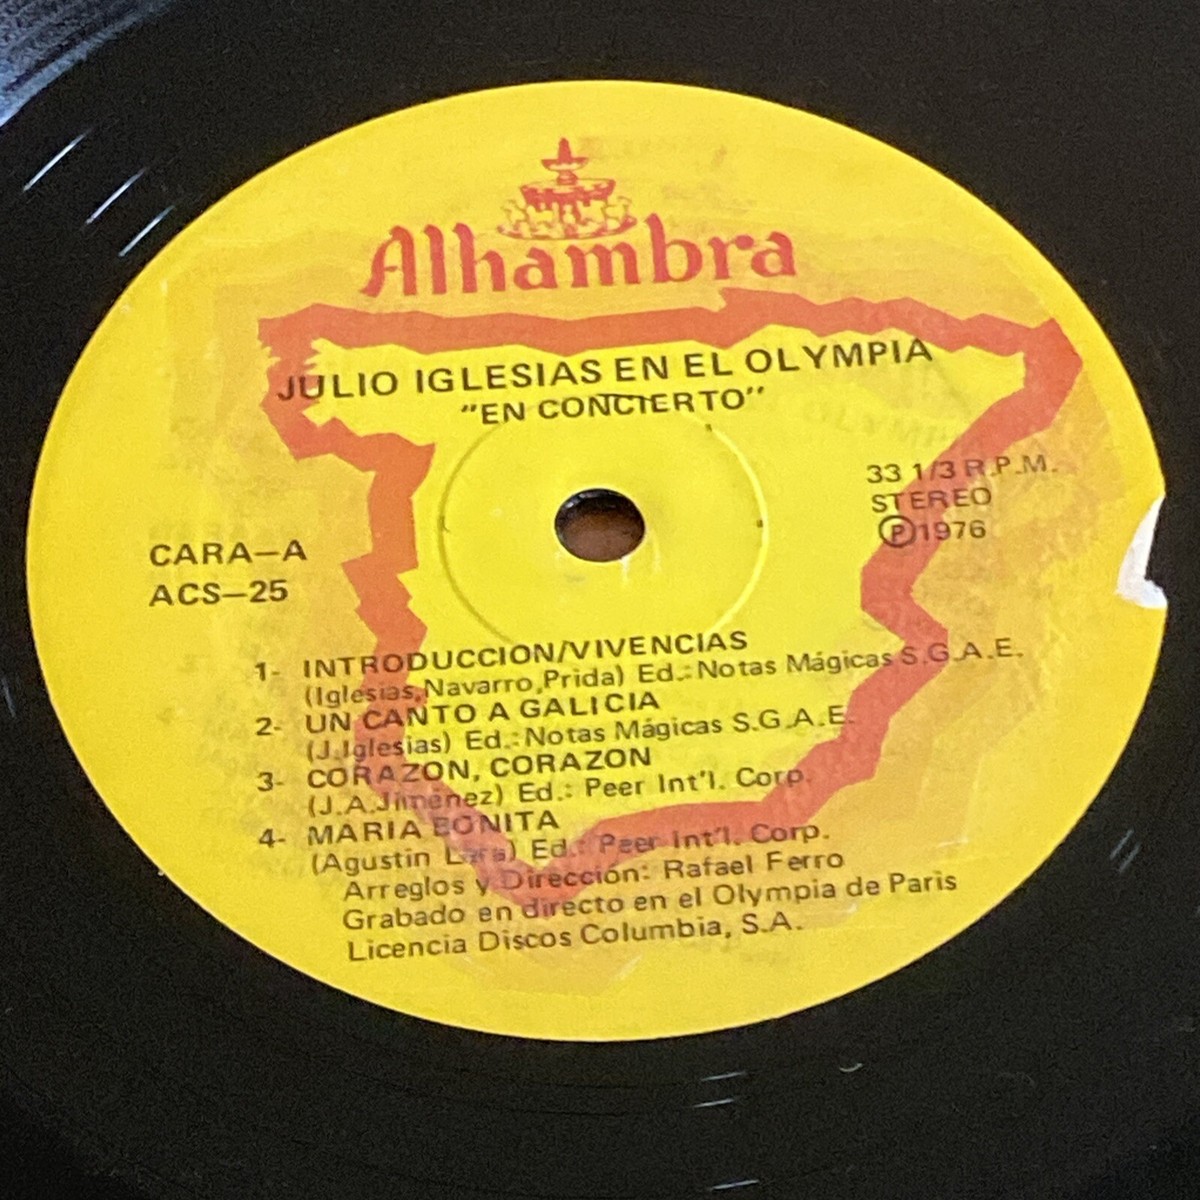 Alhambra
JULIO IGLESIAS EN EL OLYMPIA
"EN CONCIERTO"
33 1/3 R.P.M.
STEREO
Ⓟ1976
CARA—A
ACS—25
1- INTRODUCCION/VIVENCIAS
(Iglesias,Navarro,Prida) Ed.: Notas Mágicas S.G.A.E.
2- UN CANTO A GALICIA
(J.Iglesias) Ed.: Notas Mágicas S.G.A.E.
3- CORAZON, CORAZON
(J.A.Jimenez) Ed.: Peer Int'l. Corp.
4- MARIA BONITA
(Agustin Lara) Ed.: Peer Int'l. Corp.
Arreglos y Dirección: Rafael Ferro
Grabado en directo en el Olympia de Paris
Licencia Discos Columbia, S.A.